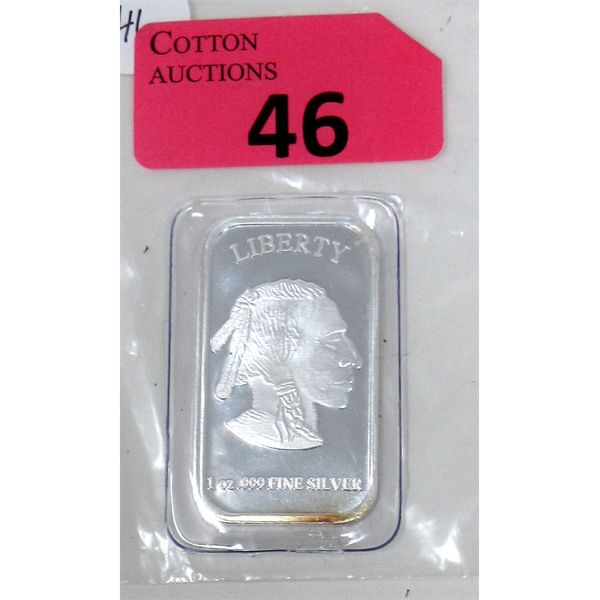 COTTON
AUCTIONS
46
LIBERTY
1 oz .999 FINE SILVER